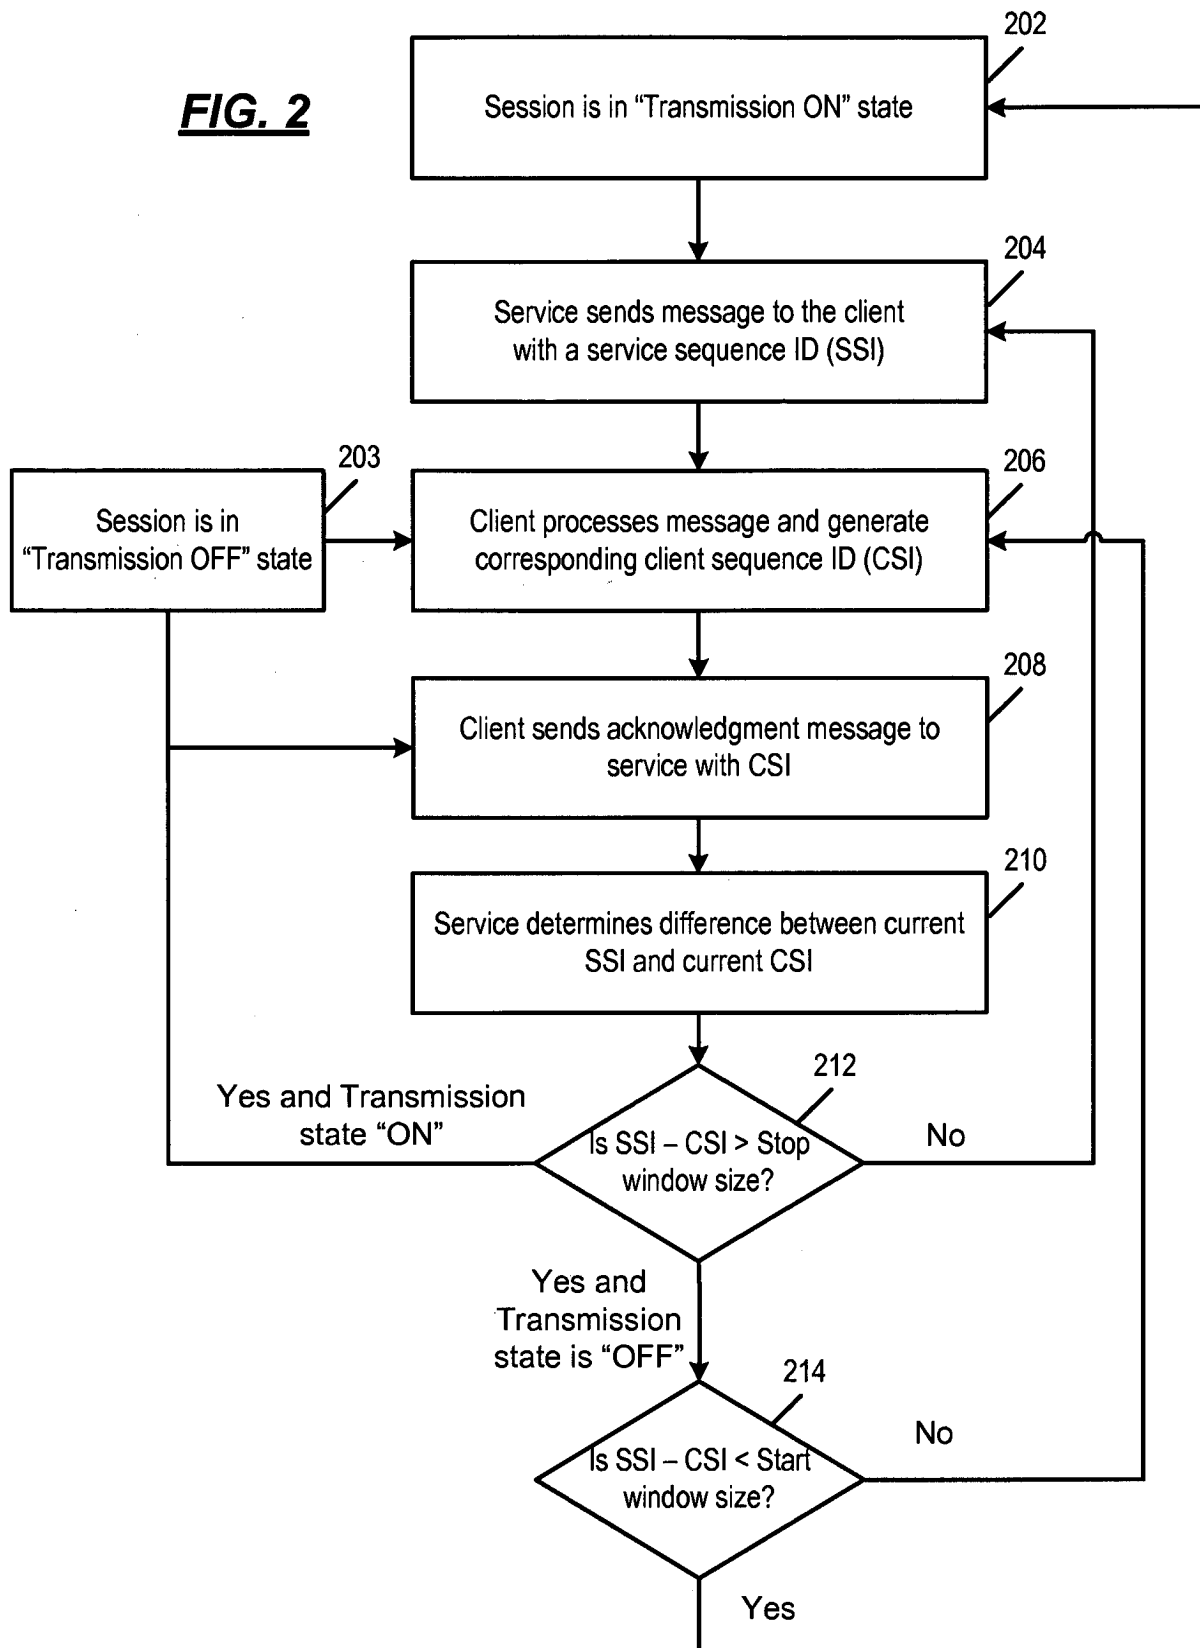 FIG. 2
202
Session is in “Transmission ON” state
204
Service sends message to the client
with a service sequence ID (SSI)
203
Session is in
“Transmission OFF” state
206
Client processes message and generate
corresponding client sequence ID (CSI)
208
Client sends acknowledgment message to
service with CSI
210
Service determines difference between current
SSI and current CSI
212
Yes and Transmission
state “ON”
Is SSI – CSI > Stop
window size?
No
Yes and
Transmission
state is “OFF”
214
Is SSI – CSI < Start
window size?
No
Yes